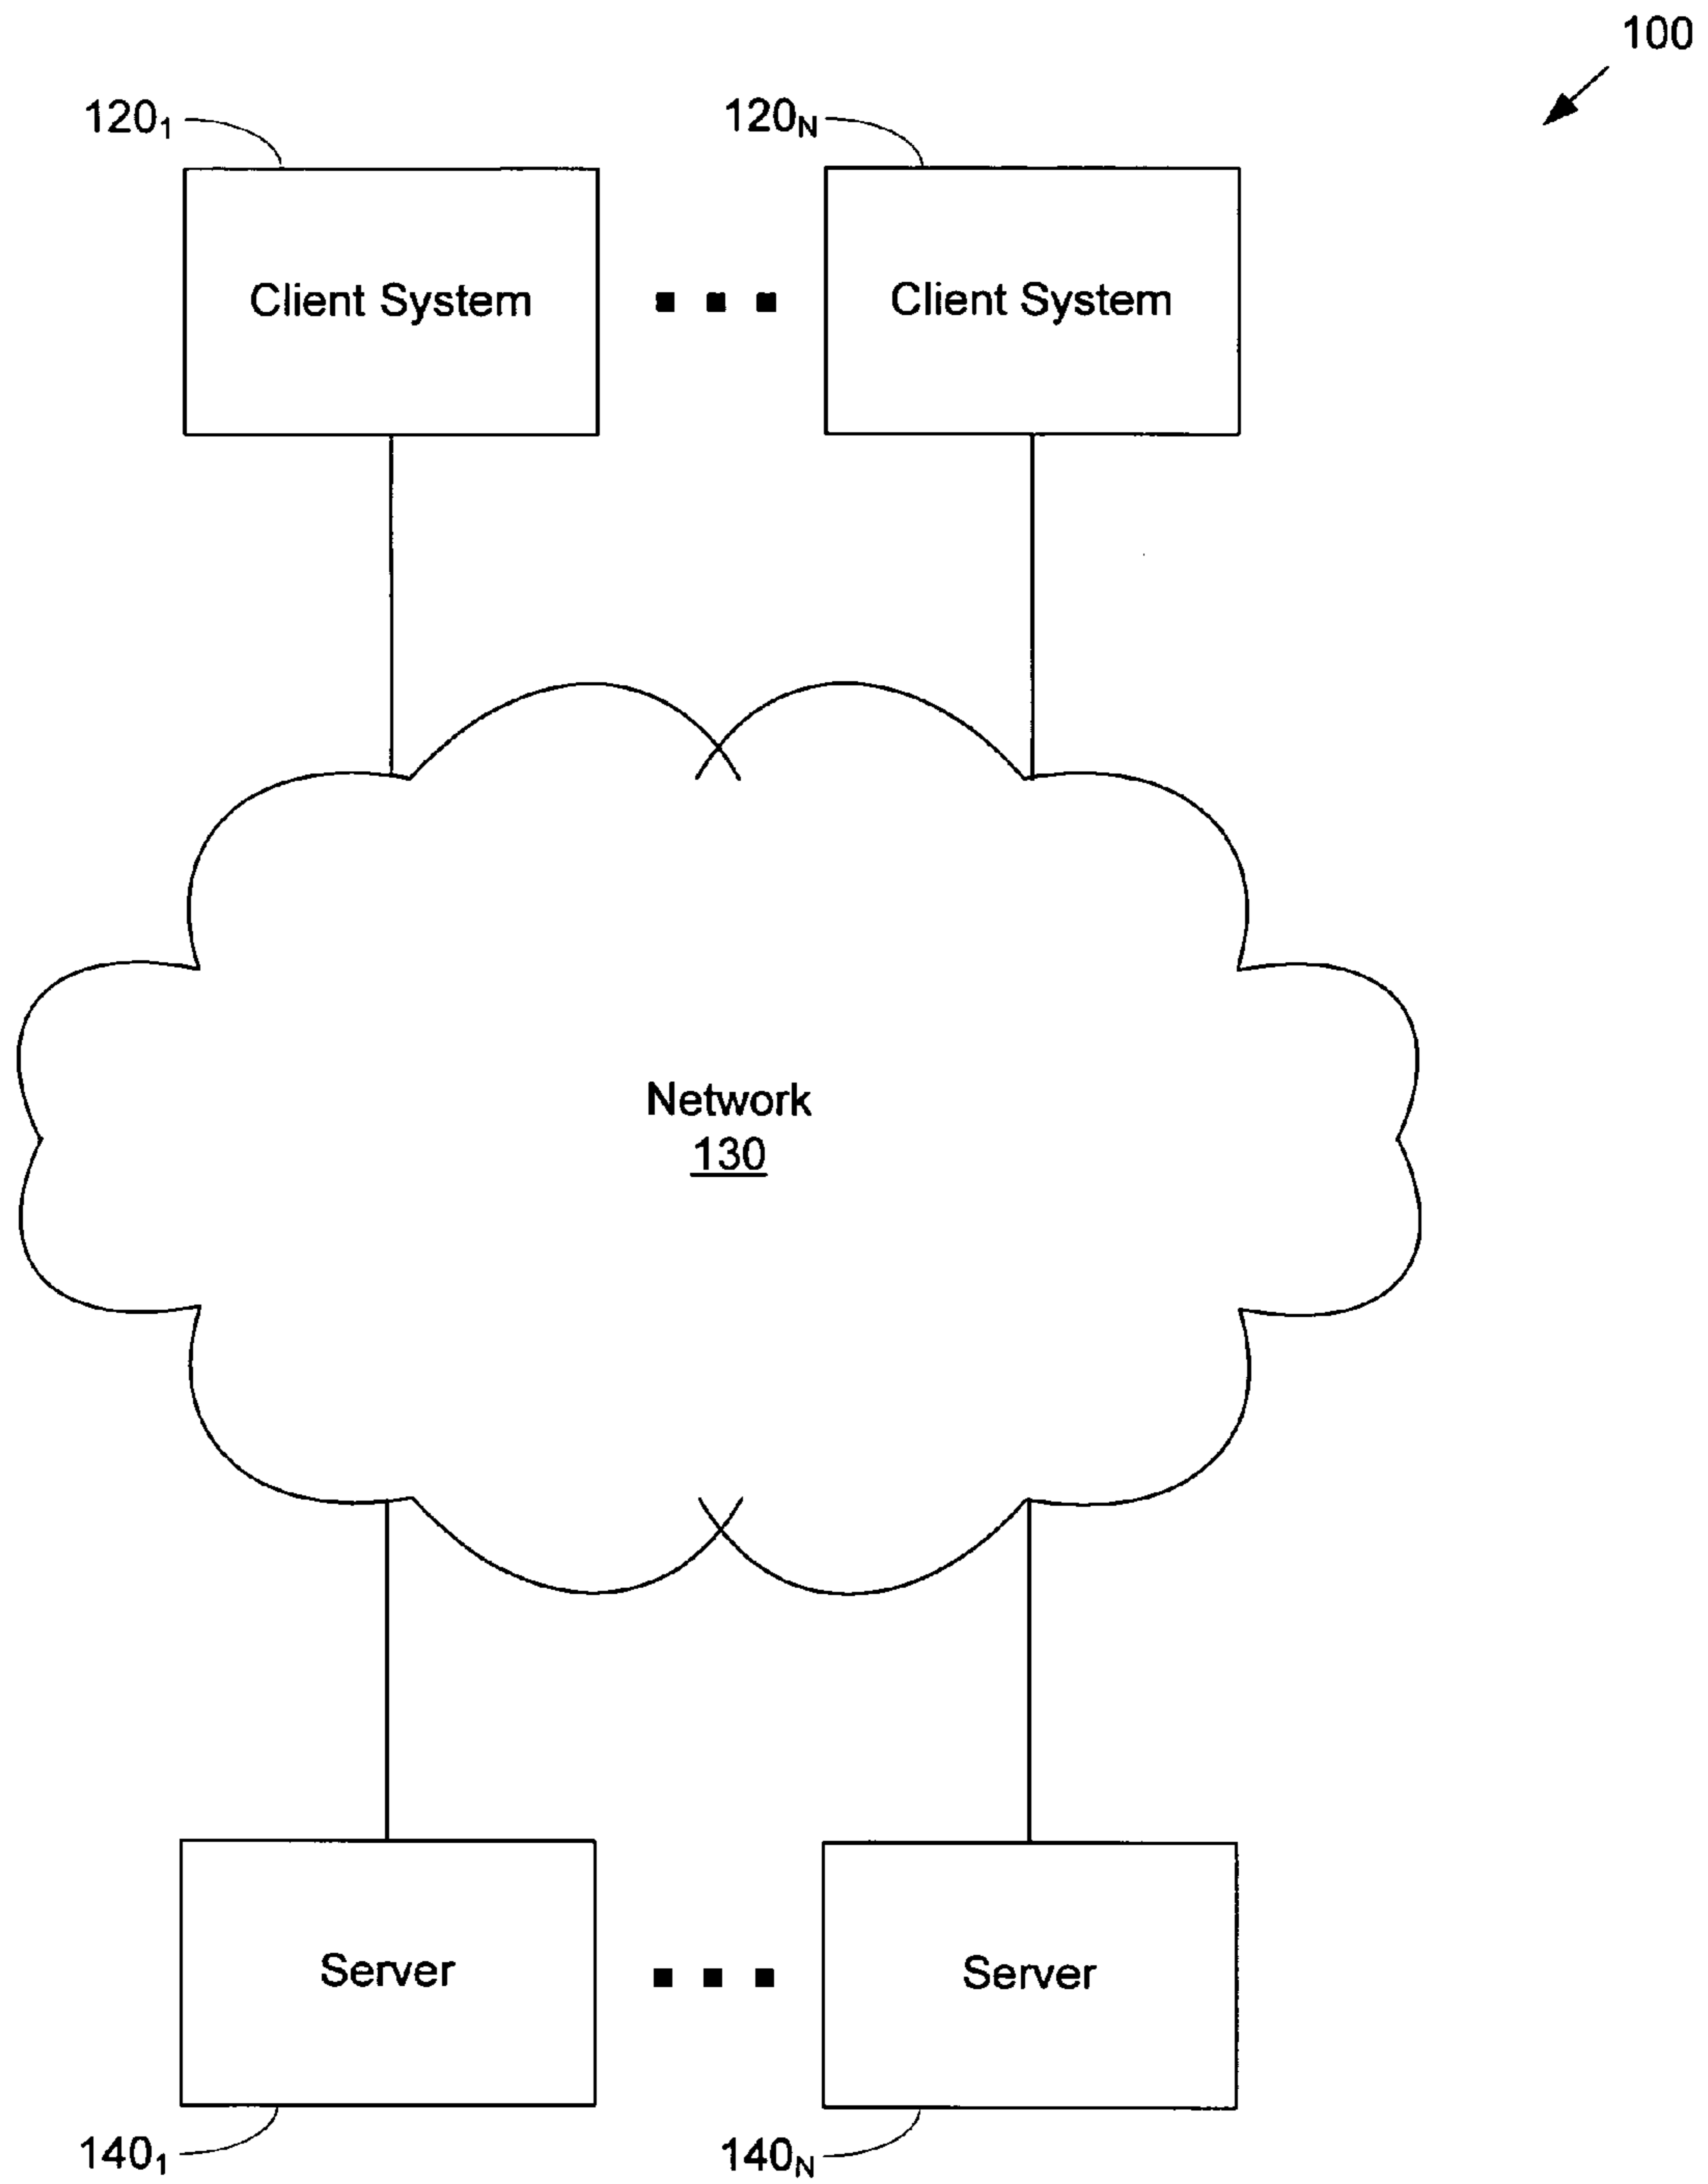 100
120₁ 120N
Client System Client System
Network
130
Server Server
140₁ 140N